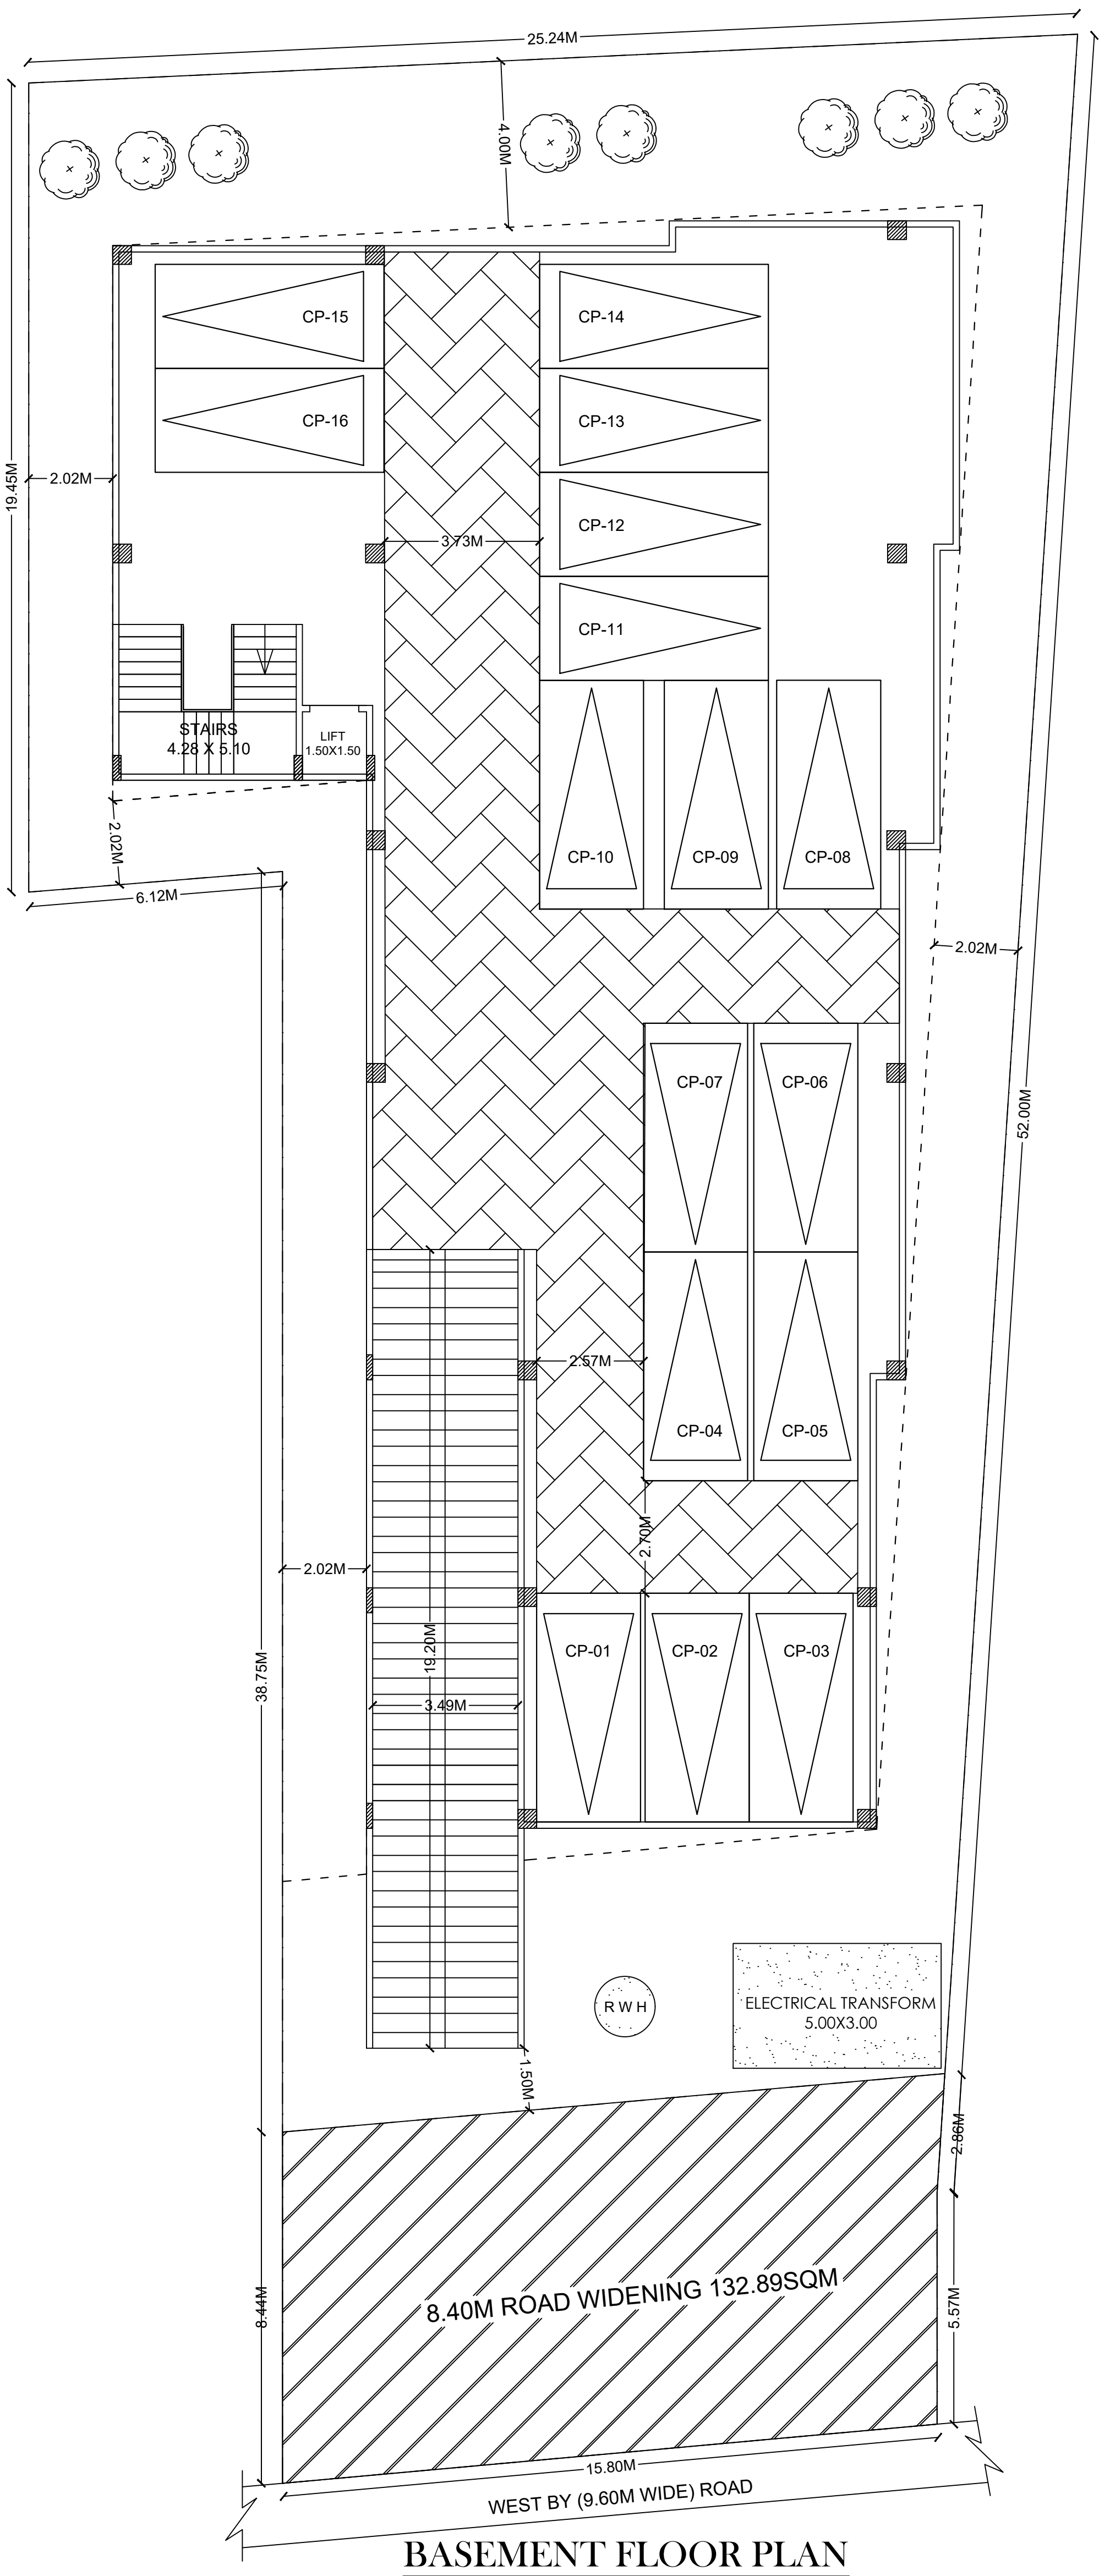 25.24M
4.00M
CP-15
CP-14
CP-16
CP-13
19.45M
2.02M
CP-12
3.73M
CP-11
STAIRS
4.28 X 5.10
LIFT
1.50X1.50
2.02M
CP-10
CP-09
CP-08
6.12M
2.02M
CP-07
CP-06
52.00M
2.57M
CP-04
CP-05
2.70M
2.02M
19.20M
CP-01
CP-02
CP-03
38.75M
3.49M
R W H
ELECTRICAL TRANSFORM
5.00X3.00
1.50M
2.86M
8.40M ROAD WIDENING 132.89SQM
8.44M
5.57M
15.80M
WEST BY (9.60M WIDE) ROAD
BASEMENT FLOOR PLAN